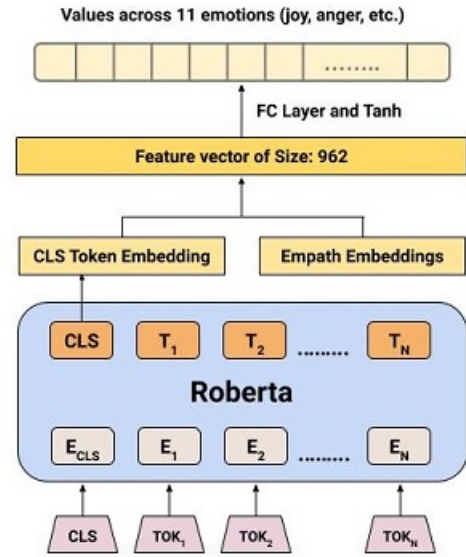 Values across 11 emotions (joy, anger, etc.)
........
FC Layer and Tanh
Feature vector of Size: 962
CLS Token Embedding Empath Embeddings
CLS T1 T2 ......... TN
Roberta
ECLS E1 E2 ......... EN
CLS TOK1 TOK2 TOKN